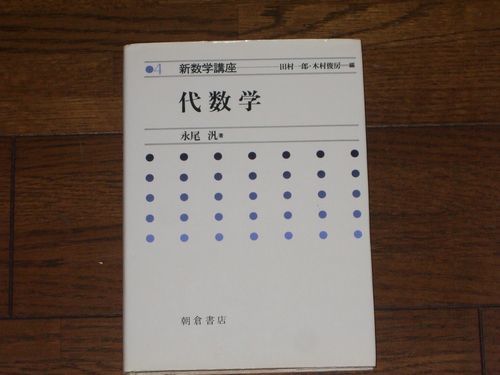 4 新数学講座 田村一郎・木村俊房—編
代数学
永尾 汎著
朝倉書店